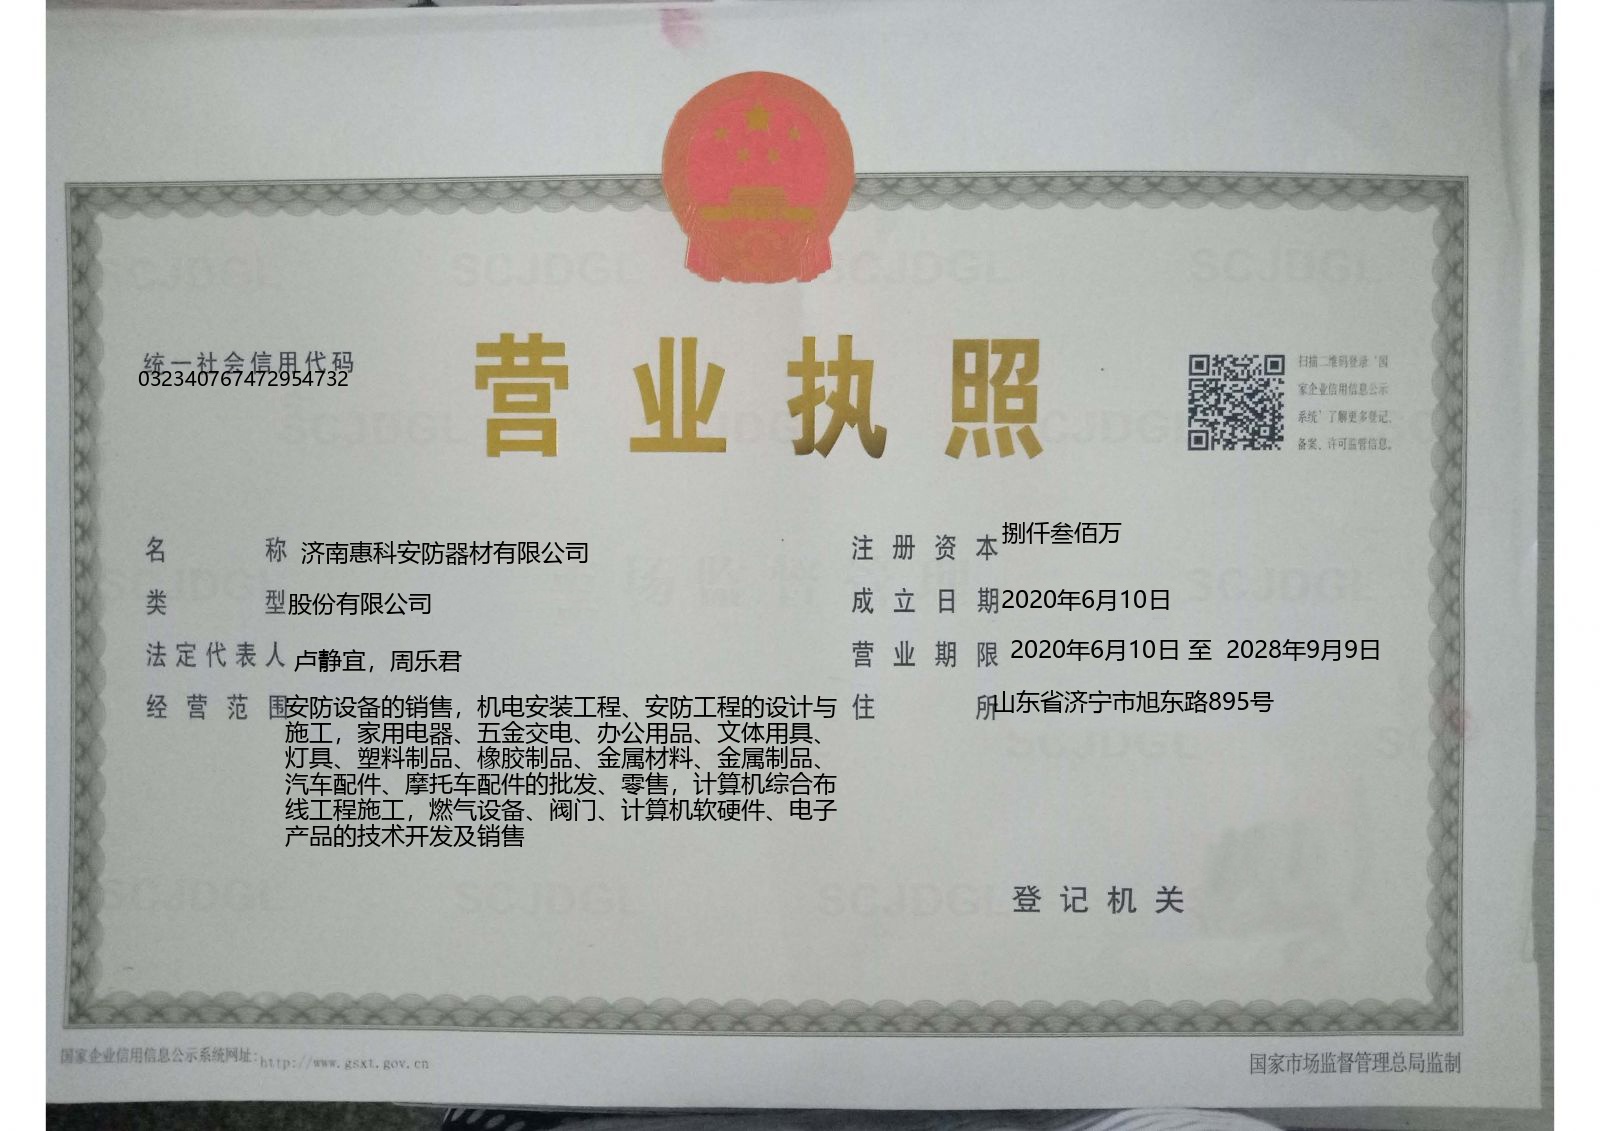 营业执照
统一社会信用代码
032340767472954732
扫描二维码登录‘国
家企业信用信息公示
系统’了解更多登记、
备案、许可监管信息。
名称 济南惠科安防器材有限公司
类型 股份有限公司
法定代表人 卢静宜，周乐君
经营范围 安防设备的销售，机电安装工程、安防工程的设计与
施工，家用电器、五金交电、办公用品、文体用具、
灯具、塑料制品、橡胶制品、金属材料、金属制品、
汽车配件、摩托车配件的批发、零售，计算机综合布
线工程施工，燃气设备、阀门、计算机软硬件、电子
产品的技术开发及销售
注册资本 捌仟叁佰万
成立日期 2020年6月10日
营业期限 2020年6月10日 至 2028年9月9日
住所 山东省济宁市旭东路895号
登记机关
国家企业信用信息公示系统网址：http://www.gsxt.gov.cn
国家市场监督管理总局监制